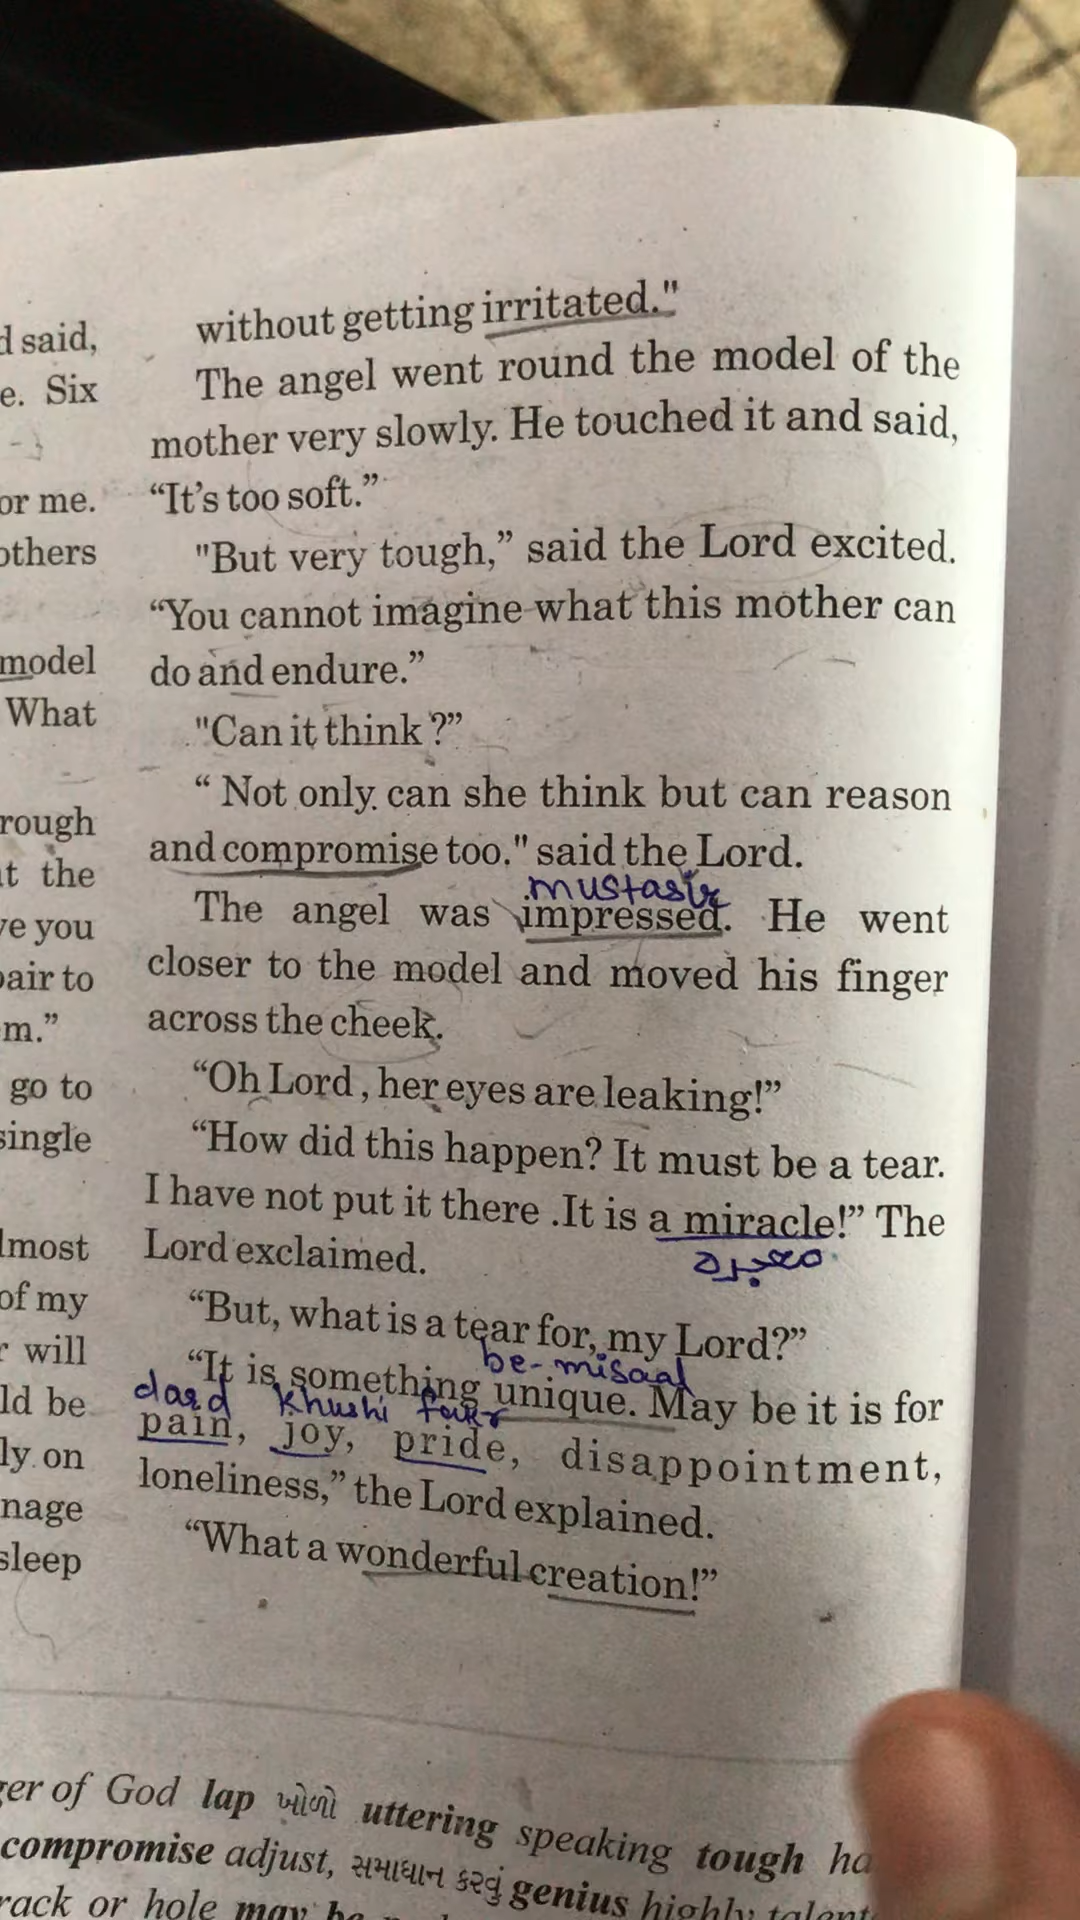 d said,
e. Six
or me.
others
model
What
rough
t the
ve you
pair to
m.”
go to
single
lmost
of my
r will
ld be
ly on
nage
sleep
without getting irritated."
The angel went round the model of the
mother very slowly. He touched it and said,
“It’s too soft.”
"But very tough,” said the Lord excited.
“You cannot imagine what this mother can
do and endure.”
"Can it think ?”
“ Not only can she think but can reason
and compromise too." said the Lord.
mustasir
The angel was impressed. He went
closer to the model and moved his finger
across the cheek.
“Oh Lord , her eyes are leaking!”
“How did this happen? It must be a tear.
I have not put it there .It is a miracle!” The
Lord exclaimed.
“But, what is a tear for, my Lord?”
be-misaal
“It is something unique. May be it is for
dard khushi fakr
pain, joy, pride, disappointment,
loneliness,” the Lord explained.
“What a wonderful creation!”
ger of God lap ખોળો uttering speaking tough ha
compromise adjust, સમાધાન કરવું genius highly talent
rack or hole may be